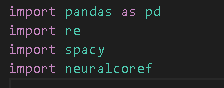 import pandas as pd
import re
import spacy
import neuralcoref